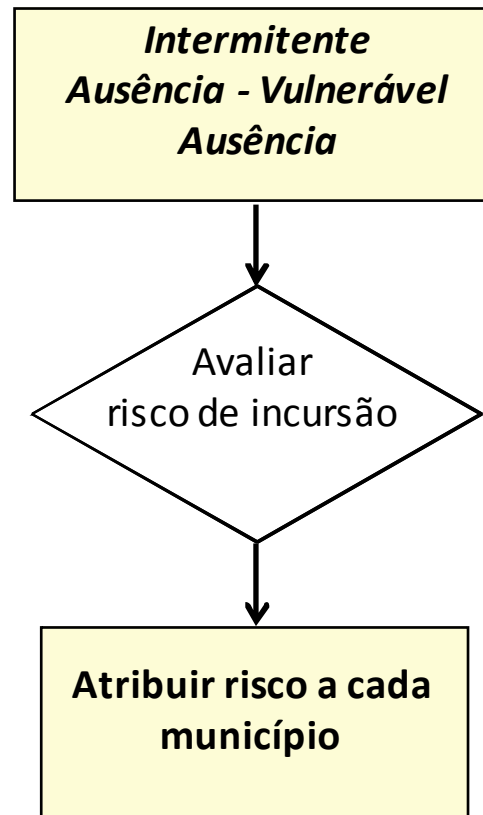 Intermitente
Ausência - Vulnerável
Ausência
Avaliar
risco de incursão
Atribuir risco a cada
município